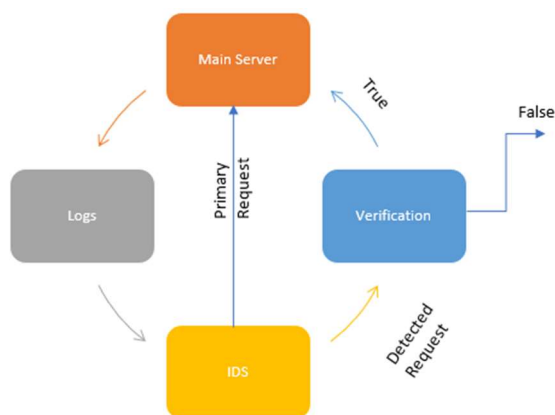 Main Server
True
False
Logs
Primary
Request
Verification
Detected
Request
IDS